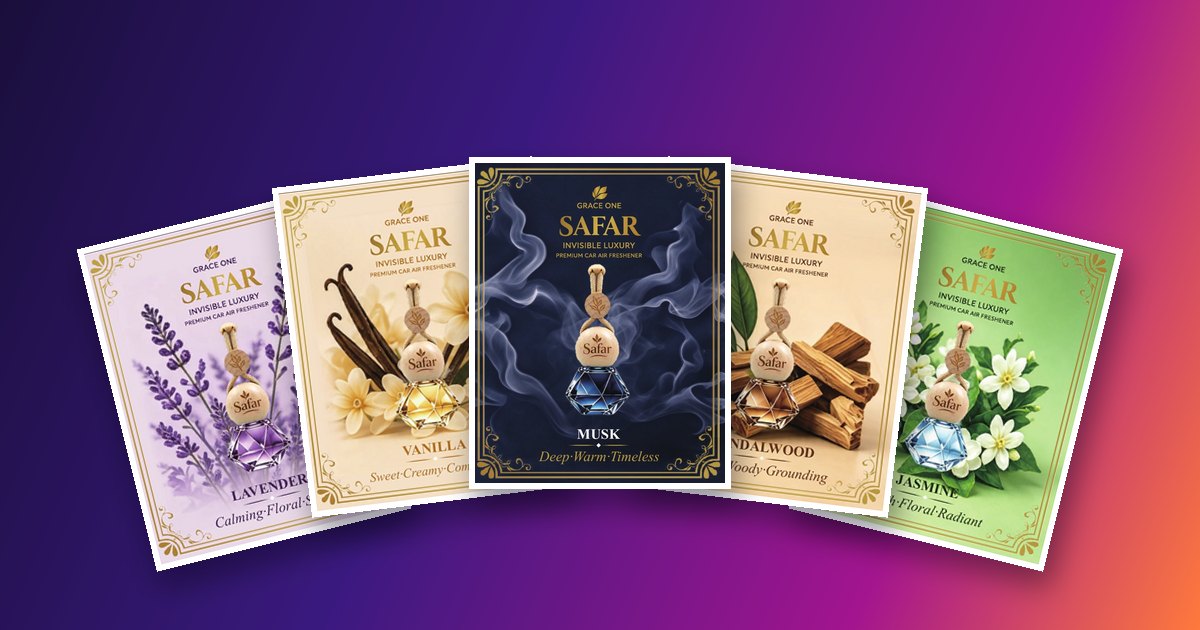 GRACE ONE
SAFAR
INVISIBLE LUXURY
PREMIUM CAR AIR FRESHENER
Safar
LAVENDER
Calming·Floral·S
GRACE ONE
SAFAR
INVISIBLE LUXURY
PREMIUM CAR AIR FRESHENER
Safar
VANILLA
Sweet·Creamy·Com
GRACE ONE
SAFAR
INVISIBLE LUXURY
PREMIUM CAR AIR FRESHENER
Safar
MUSK
Deep·Warm·Timeless
GRACE ONE
SAFAR
INVISIBLE LUXURY
PREMIUM CAR AIR FRESHENER
Safar
NDALWOOD
Woody·Grounding
GRACE ONE
SAFAR
INVISIBLE LUXURY
PREMIUM CAR AIR FRESHENER
Safar
JASMINE
h·Floral·Radiant